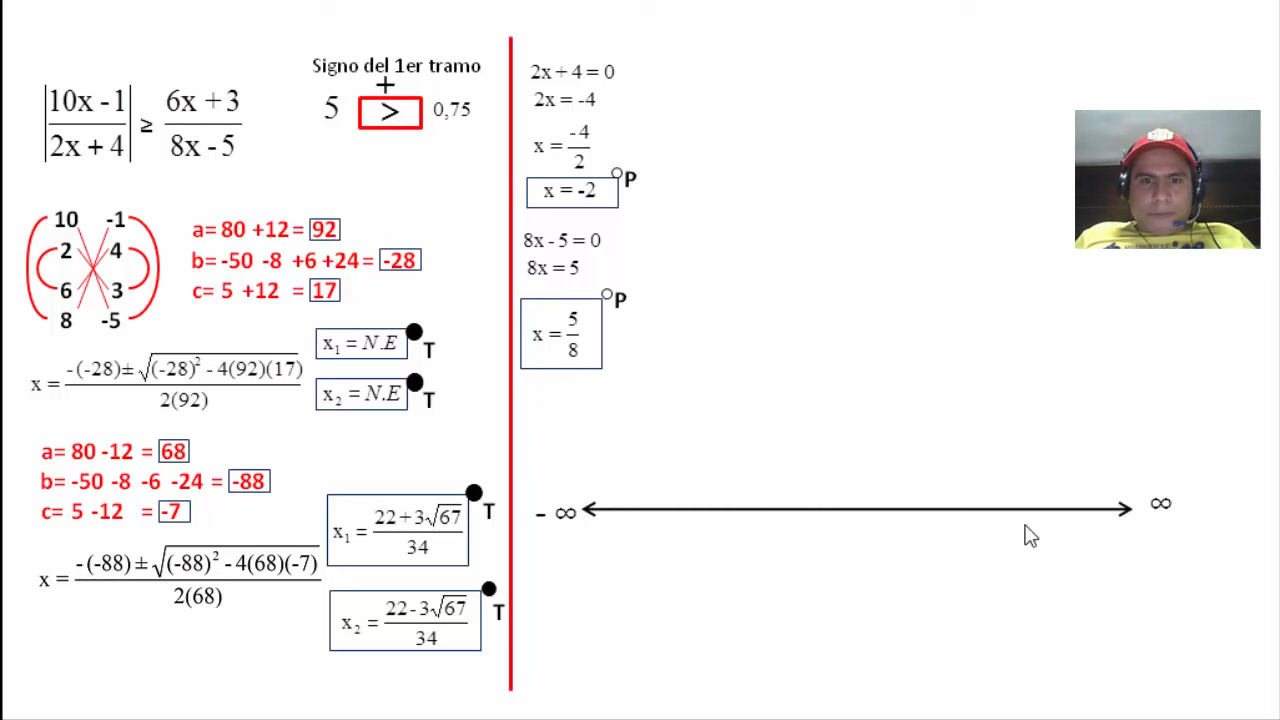 |10x - 1 / 2x + 4| ≥ 6x + 3 / 8x - 5
Signo del 1er tramo
+
5 > 0,75
10 -1
2 4
6 3
8 -5
a= 80 +12 = 92
b= -50 -8 +6 +24 = -28
c= 5 +12 = 17
x = -(-28) ± √(-28)² - 4(92)(17) / 2(92)
x₁ = N.E T
x₂ = N.E T
a= 80 -12 = 68
b= -50 -8 -6 -24 = -88
c= 5 -12 = -7
x = -(-88) ± √(-88)² - 4(68)(-7) / 2(68)
x₁ = 22 + 3√67 / 34 T
x₂ = 22 - 3√67 / 34 T
2x + 4 = 0
2x = -4
x = -4 / 2
x = -2 P
8x - 5 = 0
8x = 5
x = 5 / 8 P
- ∞ ∞